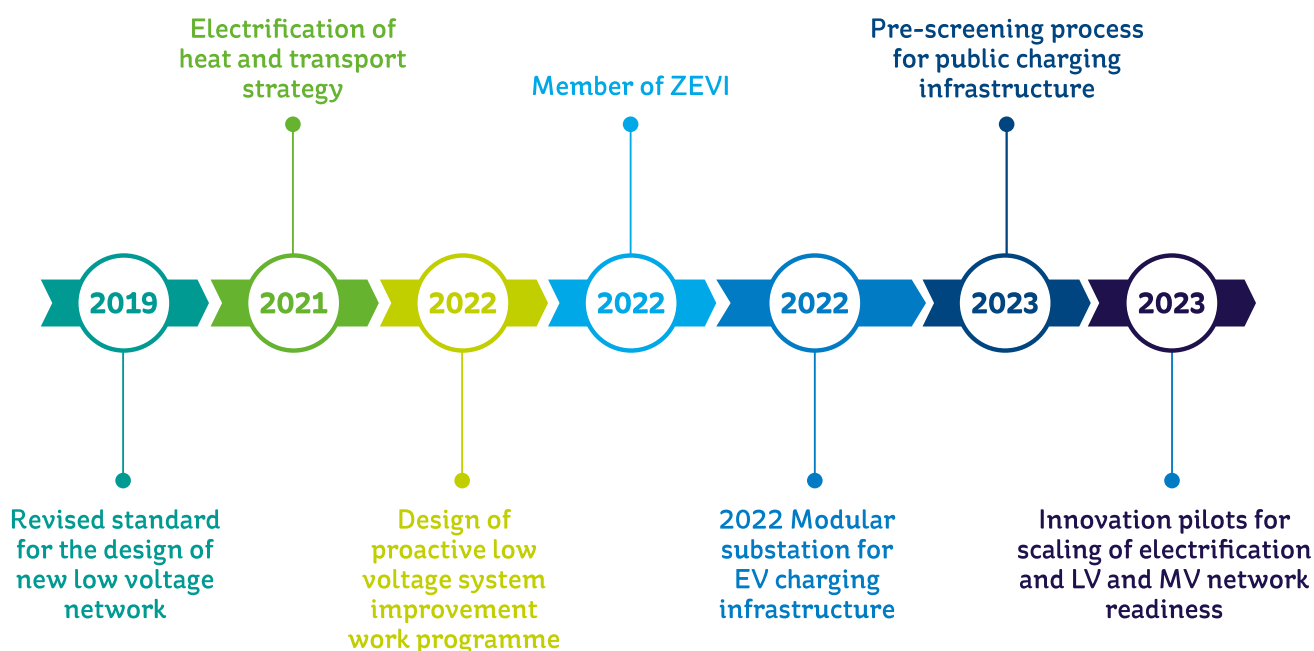 Electrification of
heat and transport
strategy
Member of ZEVI
Pre-screening process
for public charging
infrastructure
2019
2021
2022
2022
2022
2023
2023
Revised standard
for the design of
new low voltage
network
Design of
proactive low
voltage system
improvement
work programme
2022 Modular
substation for
EV charging
infrastructure
Innovation pilots for
scaling of electrification
and LV and MV network
readiness